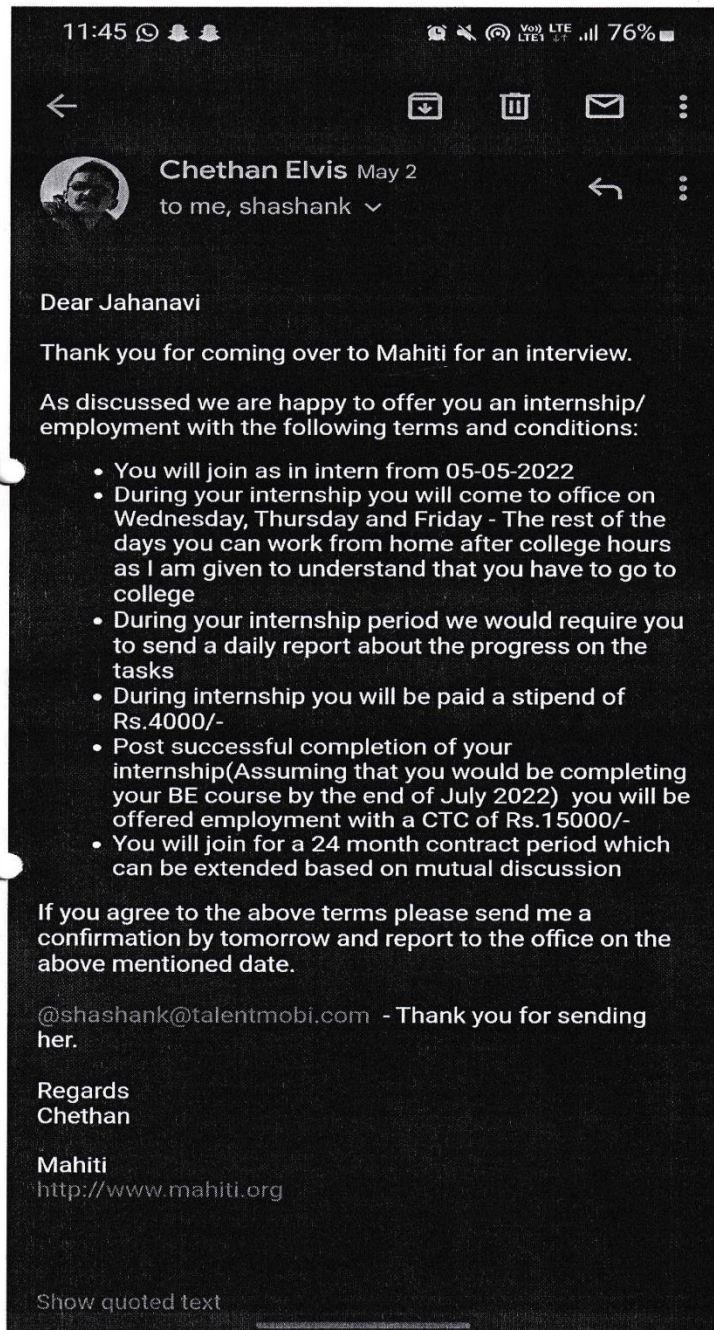 11:45 76%
Chethan Elvis May 2
to me, shashank
Dear Jahanavi
Thank you for coming over to Mahiti for an interview.
As discussed we are happy to offer you an internship/
employment with the following terms and conditions:
• You will join as in intern from 05-05-2022
• During your internship you will come to office on
Wednesday, Thursday and Friday - The rest of the
days you can work from home after college hours
as I am given to understand that you have to go to
college
• During your internship period we would require you
to send a daily report about the progress on the
tasks
• During internship you will be paid a stipend of
Rs.4000/-
• Post successful completion of your
internship(Assuming that you would be completing
your BE course by the end of July 2022) you will be
offered employment with a CTC of Rs.15000/-
• You will join for a 24 month contract period which
can be extended based on mutual discussion
If you agree to the above terms please send me a
confirmation by tomorrow and report to the office on the
above mentioned date.
@shashank@talentmobi.com - Thank you for sending
her.
Regards
Chethan
Mahiti
http://www.mahiti.org
Show quoted text